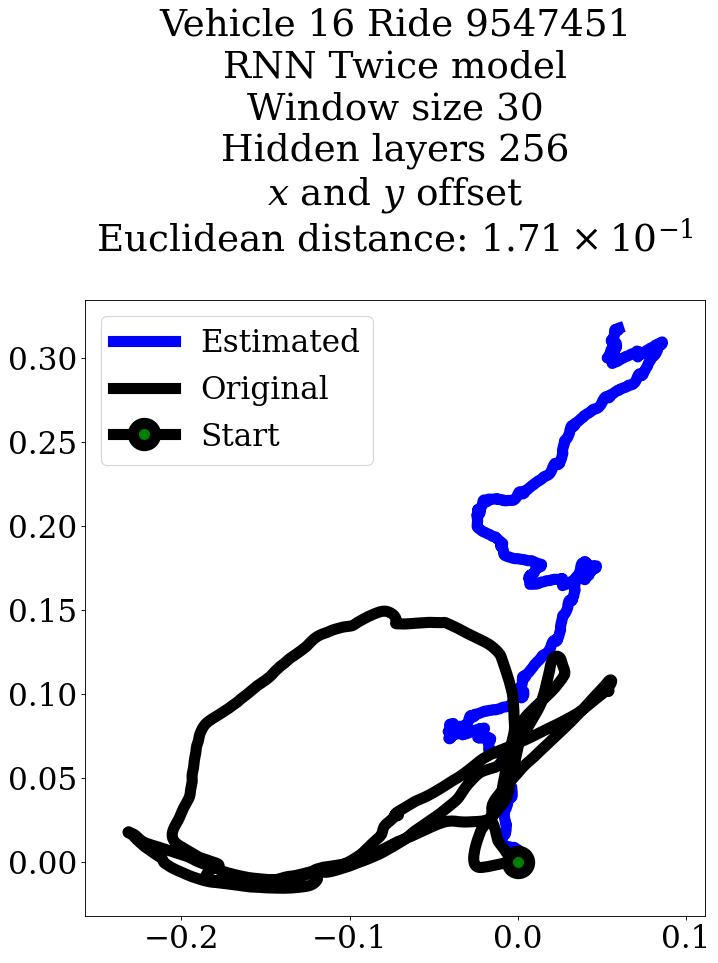 Vehicle 16 Ride 9547451
RNN Twice model
Window size 30
Hidden layers 256
x and y offset
Euclidean distance: 1.71 × 10⁻¹
Estimated
Original
Start
0.30
0.25
0.20
0.15
0.10
0.05
0.00
−0.2 −0.1 0.0 0.1